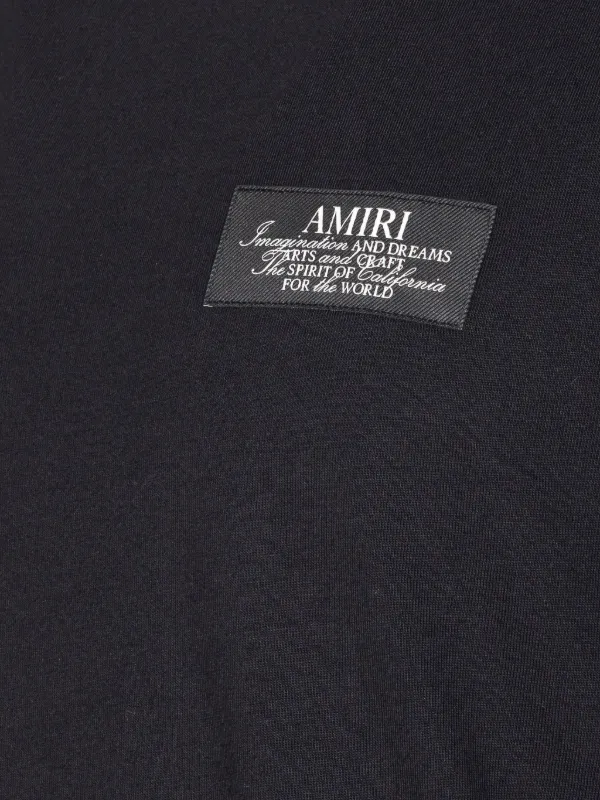 AMIRI
Imagination AND DREAMS
ARTS and CRAFT,
The SPIRIT OF California
FOR the WORLD